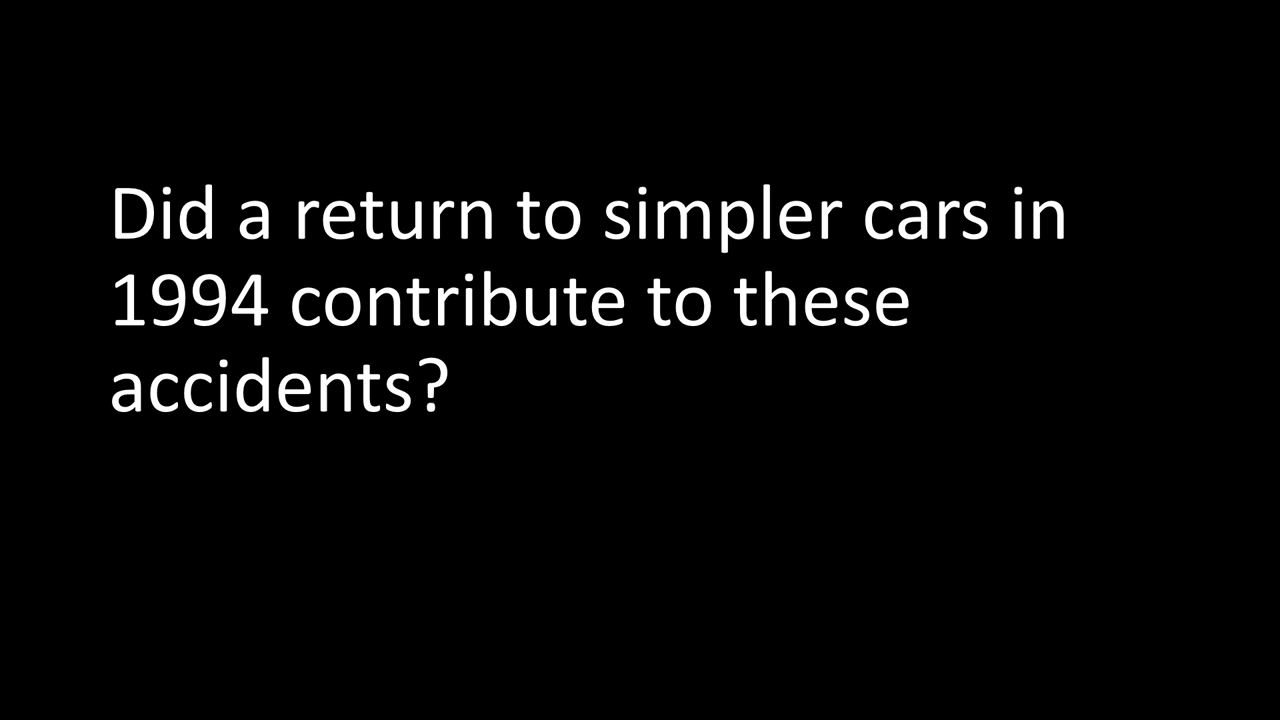 Did a return to simpler cars in
1994 contribute to these
accidents?